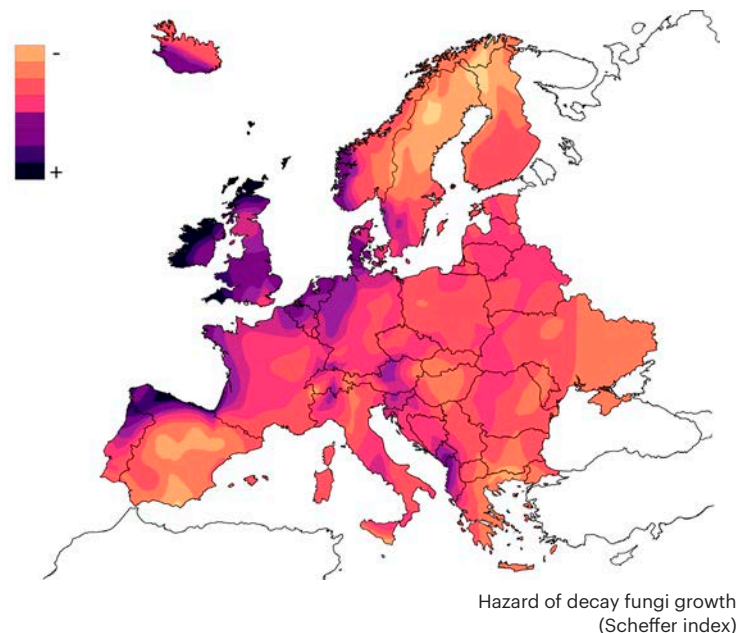 -
+
Hazard of decay fungi growth
(Scheffer index)